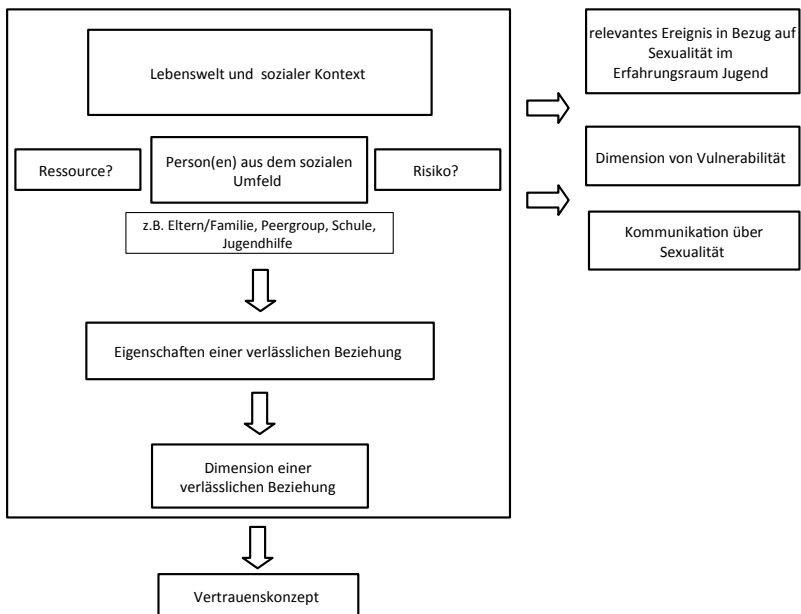 Lebenswelt und sozialer Kontext
Ressource?
Person(en) aus dem sozialen
Umfeld
Risiko?
z.B. Eltern/Familie, Peergroup, Schule,
Jugendhilfe
Eigenschaften einer verlässlichen Beziehung
Dimension einer
verlässlichen Beziehung
Vertrauenskonzept
relevantes Ereignis in Bezug auf
Sexualität im
Erfahrungsraum Jugend
Dimension von Vulnerabilität
Kommunikation über
Sexualität